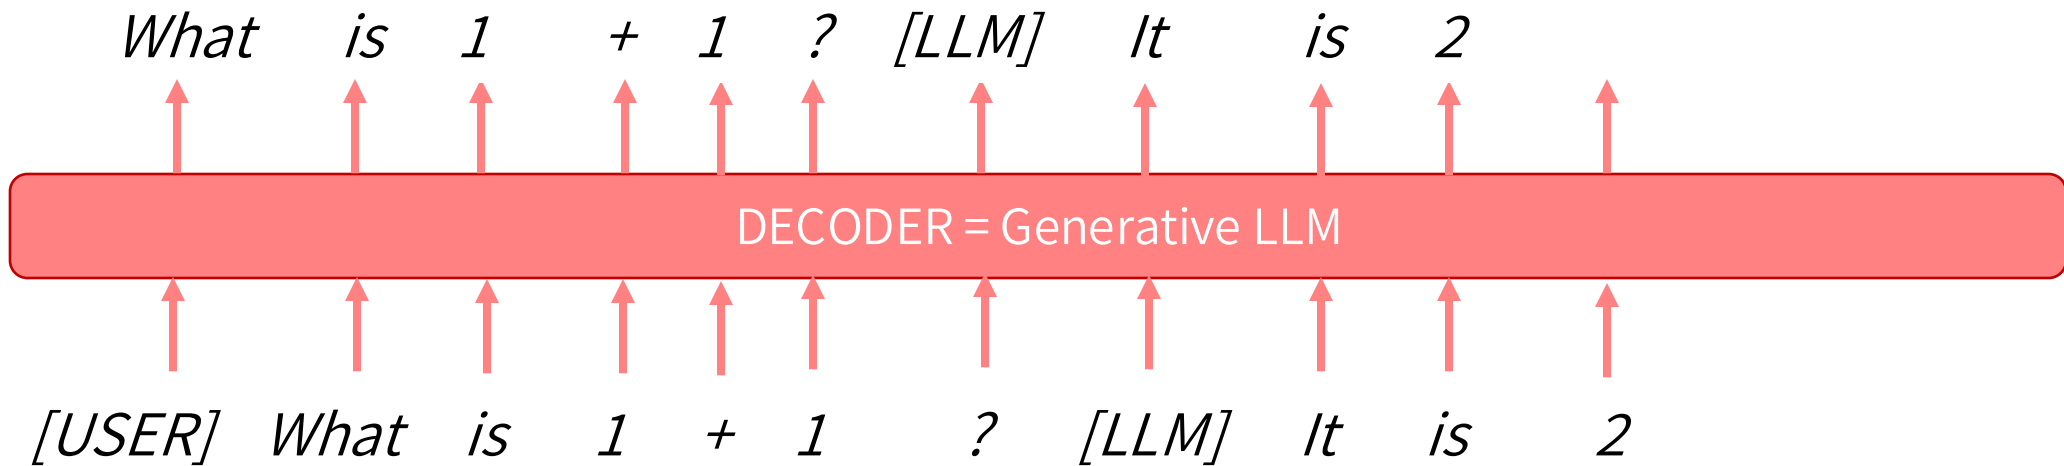 What is 1 + 1 ? [LLM] It is 2
DECODER = Generative LLM
[USER] What is 1 + 1 ? [LLM] It is 2